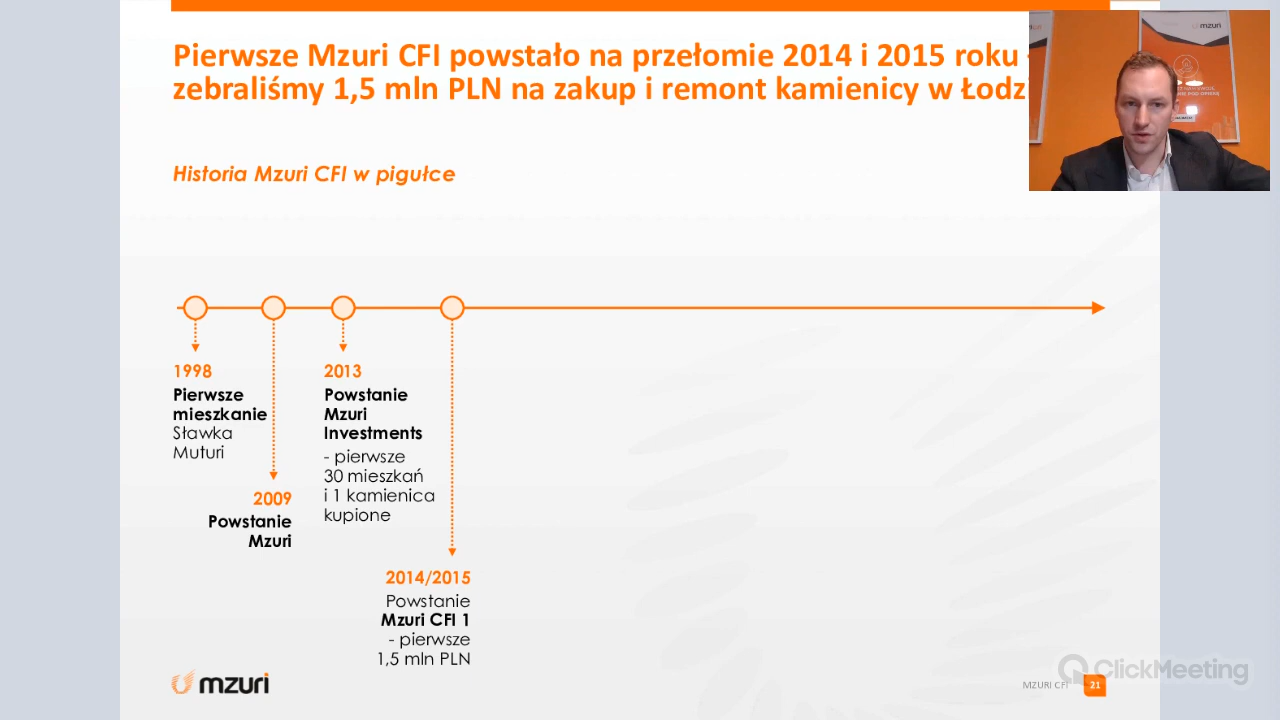 Pierwsze Mzuri CFI powstało na przełomie 2014 i 2015 roku
zebraliśmy 1,5 mln PLN na zakup i remont kamienicy w Łodzi
Historia Mzuri CFI w pigułce
1998
Pierwsze
mieszkanie
Sławka
Muturi
2009
Powstanie
Mzuri
2013
Powstanie
Mzuri
Investments
- pierwsze
30 mieszkań
i 1 kamienica
kupione
2014/2015
Powstanie
Mzuri CFI 1
- pierwsze
1,5 mln PLN
mzuri
MZURI CFI
21
ClickMeeting
mzuri